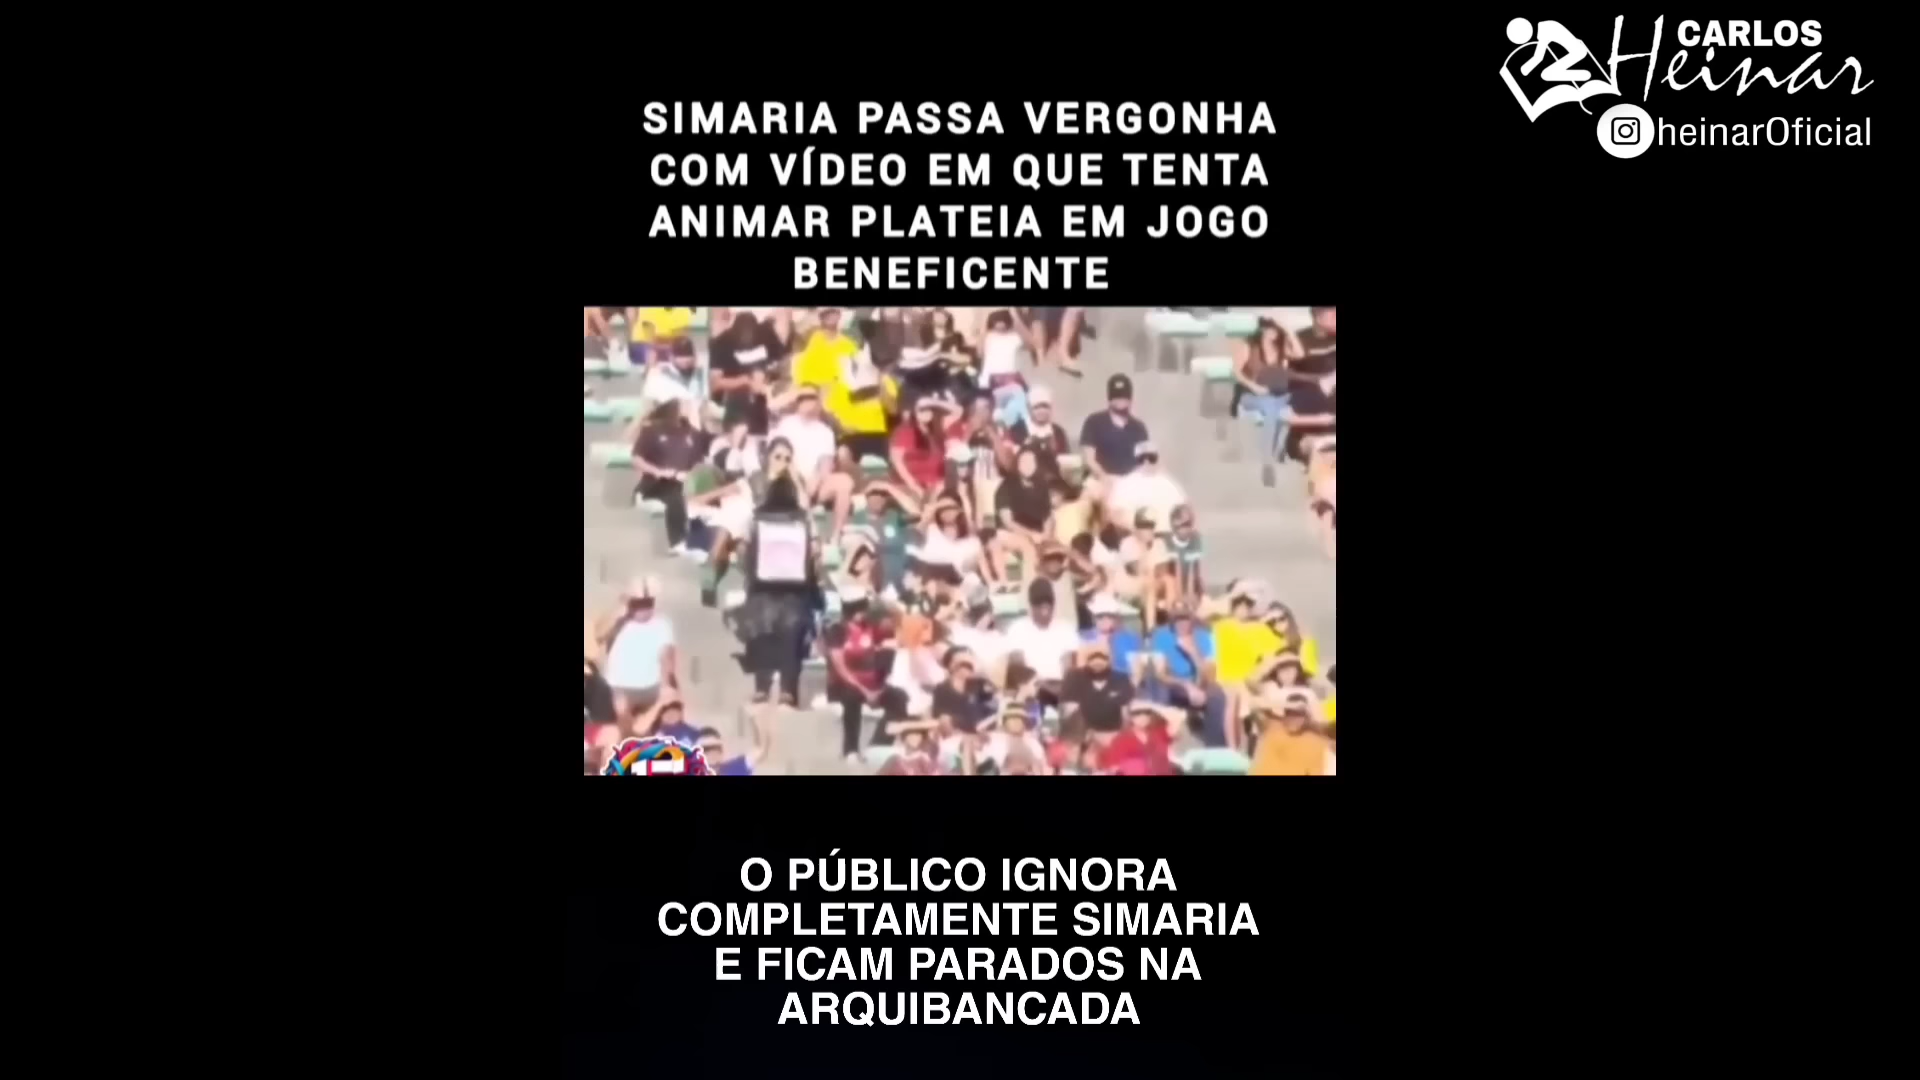 CARLOS
Heinar
heinarOficial
SIMARIA PASSA VERGONHA
COM VÍDEO EM QUE TENTA
ANIMAR PLATEIA EM JOGO
BENEFICENTE
O PÚBLICO IGNORA
COMPLETAMENTE SIMARIA
E FICAM PARADOS NA
ARQUIBANCADA